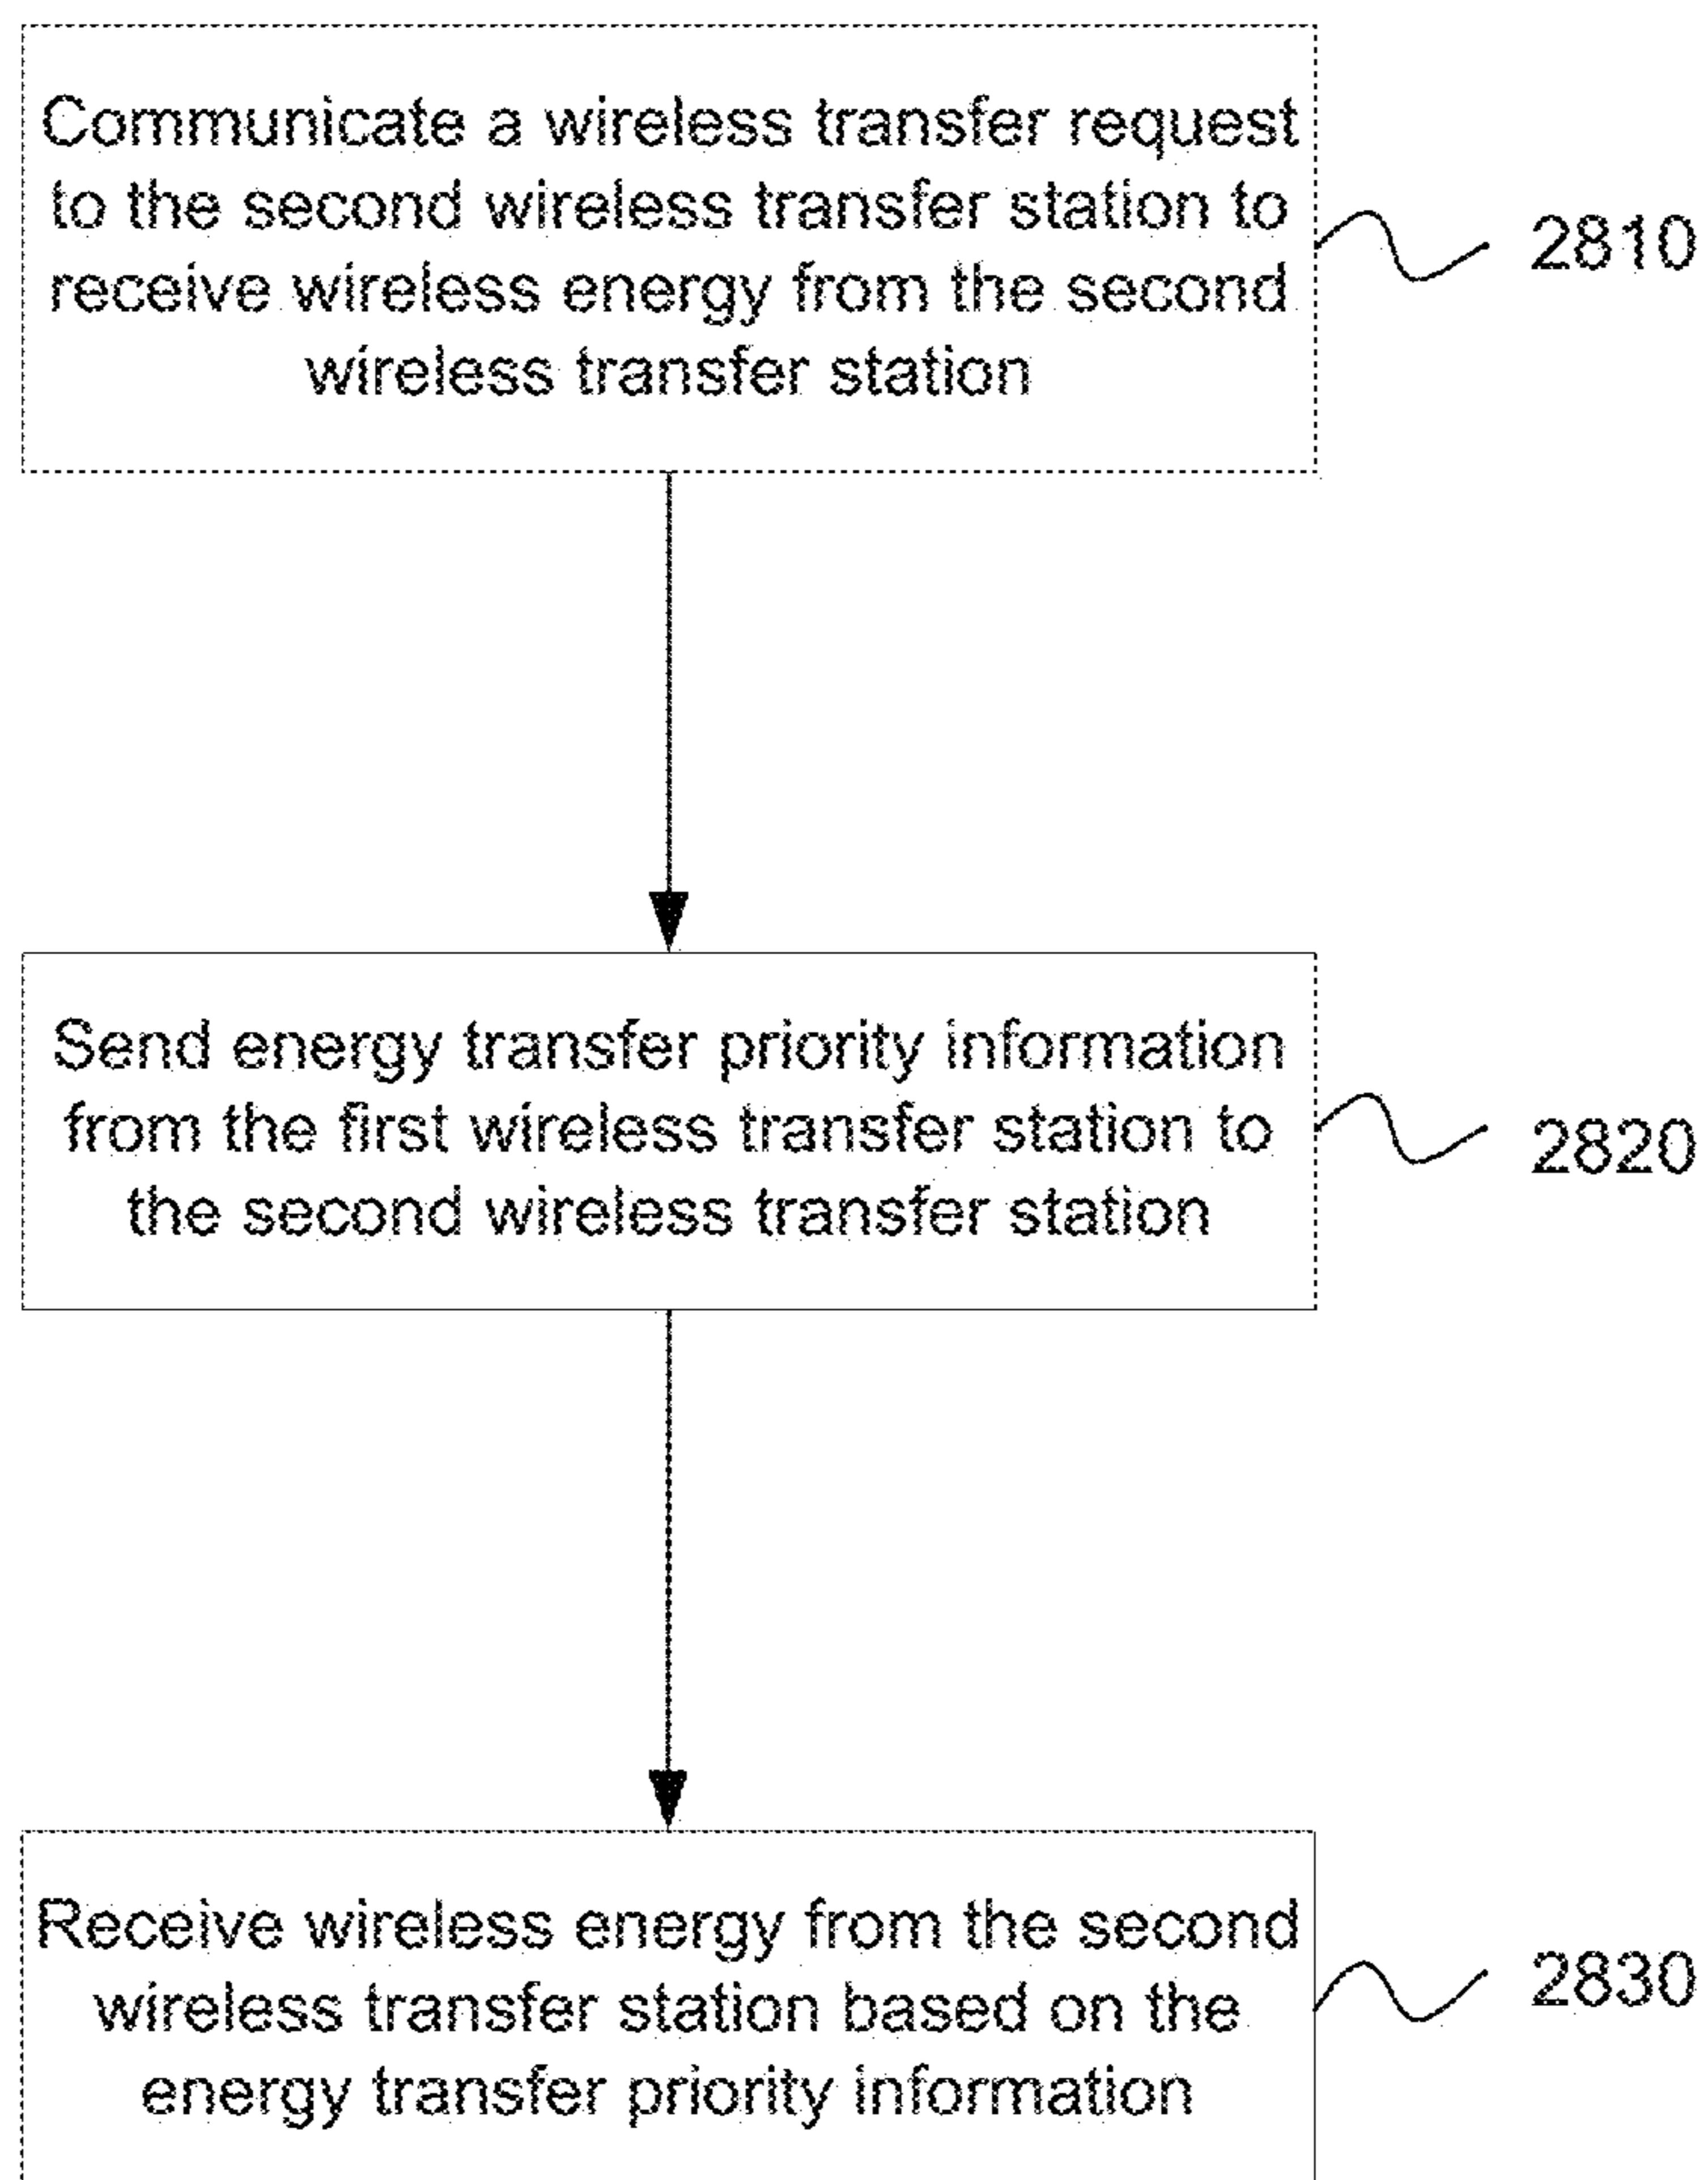 Communicate a wireless transfer request
to the second wireless transfer station to
receive wireless energy from the second
wireless transfer station
2810
Send energy transfer priority information
from the first wireless transfer station to
the second wireless transfer station
2820
Receive wireless energy from the second
wireless transfer station based on the
energy transfer priority information
2830